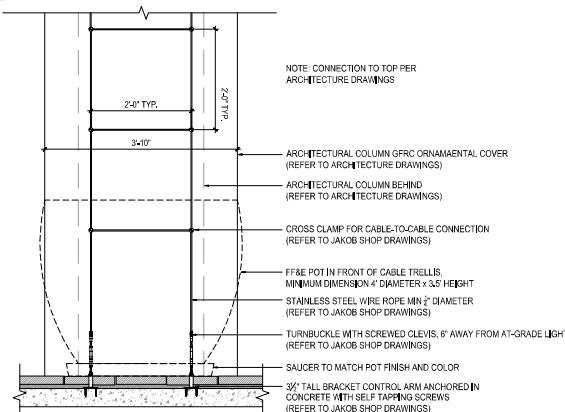 NOTE: CONNECTION TO TOP PER
ARCHITECTURE DRAWINGS
2'-0" TYP.
2'-0" TYP.
3'-10"
ARCHITECTURAL COLUMN GFRC ORNAMAENTAL COVER
(REFER TO ARCHITECTURE DRAWINGS)
ARCHITECTURAL COLUMN BEHIND
(REFER TO ARCHITECTURE DRAWINGS)
CROSS CLAMP FOR CABLE-TO-CABLE CONNECTION
(REFER TO JAKOB SHOP DRAWINGS)
FF&E POT IN FRONT OF CABLE TRELLIS,
MINIMUM DIMENSION 4' DIAMETER x 3.5' HEIGHT
STAINLESS STEEL WIRE ROPE MIN DIAMETER
(REFER TO JAKOB SHOP DRAWINGS)
TURNBUCKLE WITH SCREWED CLEVIS, 6" AWAY FROM AT-GRADE LIGH
(REFER TO JAKOB SHOP DRAWINGS)
SAUCER TO MATCH POT FINISH AND COLOR
3½" TALL BRACKET CONTROL ARM ANCHORED IN
CONCRETE WITH SELF TAPPING SCREWS
(REFER TO JAKOB SHOP DRAWINGS)